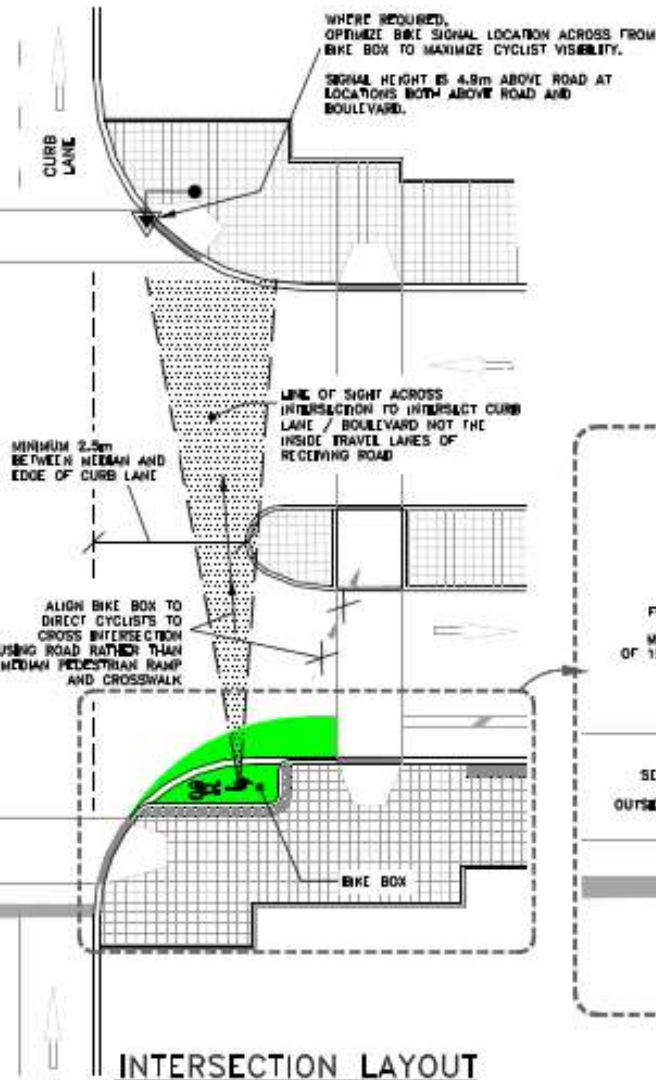 WHERE REQUIRED,
OPTIMIZE BIKE SIGNAL LOCATION ACROSS FROM
BIKE BOX TO MAXIMIZE CYCLIST VISIBILITY.
SIGNAL HEIGHT IS 4.9m ABOVE ROAD AT
LOCATIONS BOTH ABOVE ROAD AND
BOULEVARD.
CURB
LANE
LINE OF SIGHT ACROSS
INTERSECTION TO INTERSECT CURB
LANE / BOULEVARD NOT THE
INSIDE TRAVEL LANES OF
RECEIVING ROAD
MINIMUM 2.5m
BETWEEN MEDIAN AND
EDGE OF CURB LANE
ALIGN BIKE BOX TO
DIRECT CYCLISTS TO
CROSS INTERSECTION
USING ROAD RATHER THAN
MEDIAN PEDESTRIAN RAMP
AND CROSSWALK
OF
BIKE BOX
INTERSECTION LAYOUT